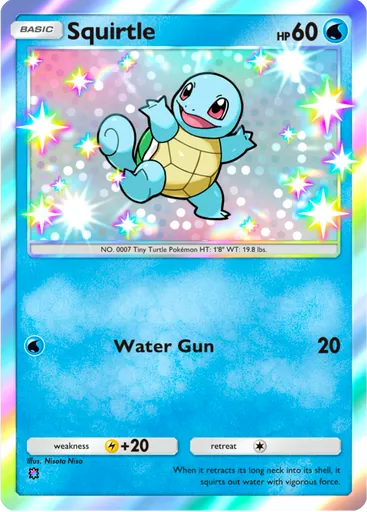 BASIC Squirtle HP 60
NO. 0007 Tiny Turtle Pokémon HT: 1'8" WT: 19.8 lbs.
Water Gun 20
weakness +20 retreat
Illus. Nisota Niso
When it retracts its long neck into its shell, it
squirts out water with vigorous force.